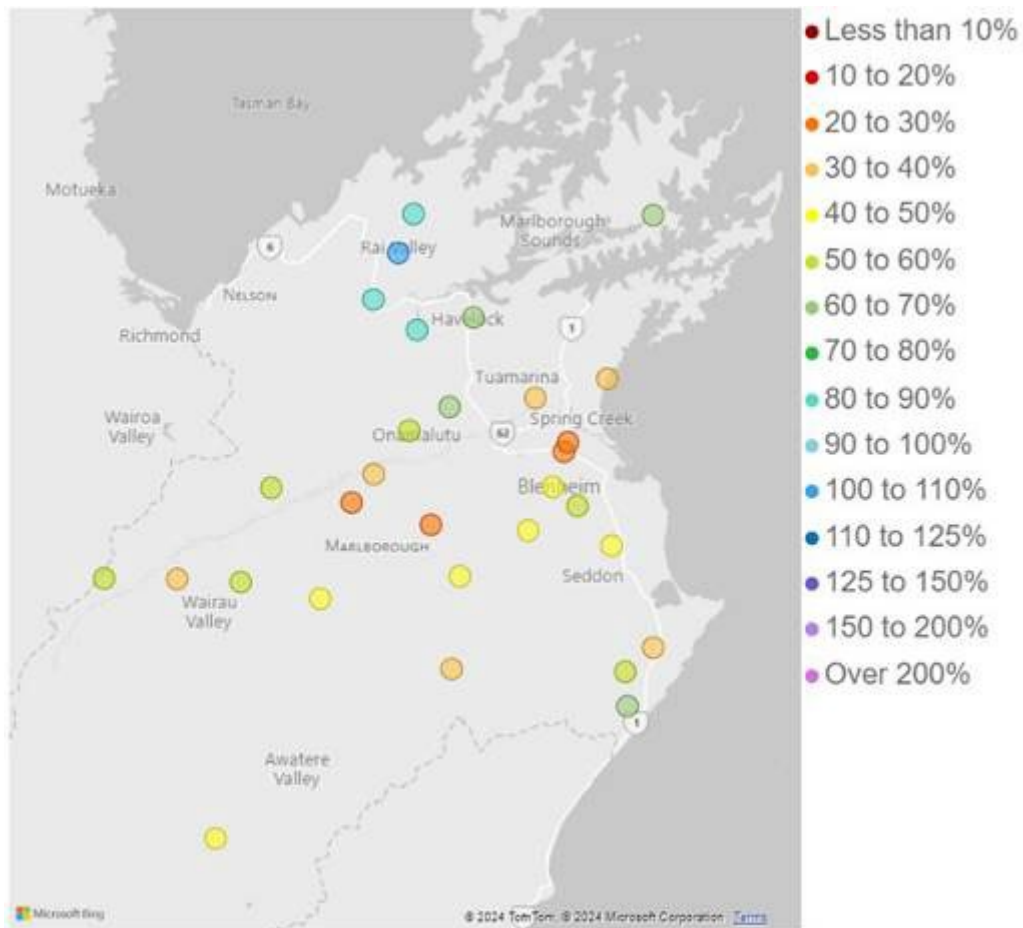 Tasman Bay
Motueka
Marlborough
Sounds
6
Rai Valley
Nelson
Richmond
Havelock
1
Tuamarina
Wairoa
Valley
Spring Creek
62
Onamalutu
Blenheim
Marlborough
Seddon
Wairau
Valley
1
Awatere
Valley
Microsoft Bing
© 2024 TomTom, © 2024 Microsoft Corporation Terms
Less than 10%
10 to 20%
20 to 30%
30 to 40%
40 to 50%
50 to 60%
60 to 70%
70 to 80%
80 to 90%
90 to 100%
100 to 110%
110 to 125%
125 to 150%
150 to 200%
Over 200%